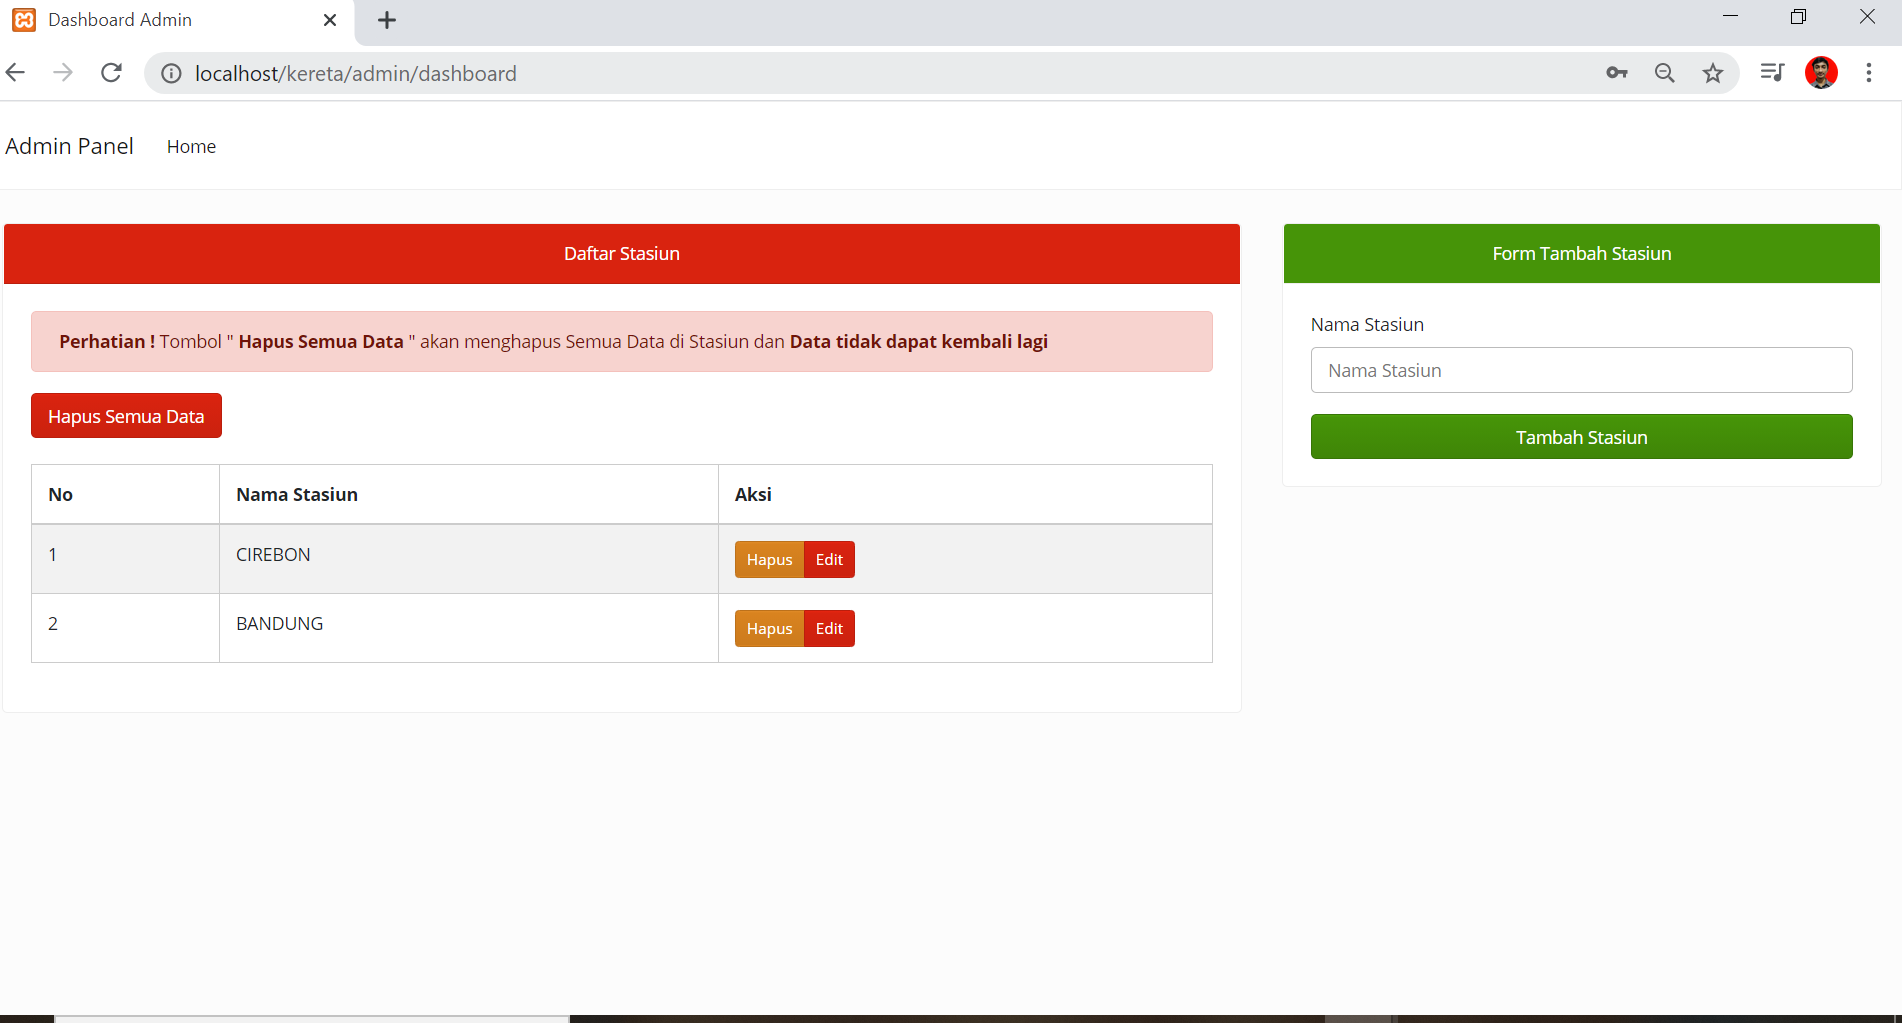 Dashboard Admin
localhost/kereta/admin/dashboard
Admin Panel Home
Daftar Stasiun
Perhatian ! Tombol " Hapus Semua Data " akan menghapus Semua Data di Stasiun dan Data tidak dapat kembali lagi
Hapus Semua Data
No Nama Stasiun Aksi
1 CIREBON Hapus Edit
2 BANDUNG Hapus Edit
Form Tambah Stasiun
Nama Stasiun
Nama Stasiun
Tambah Stasiun